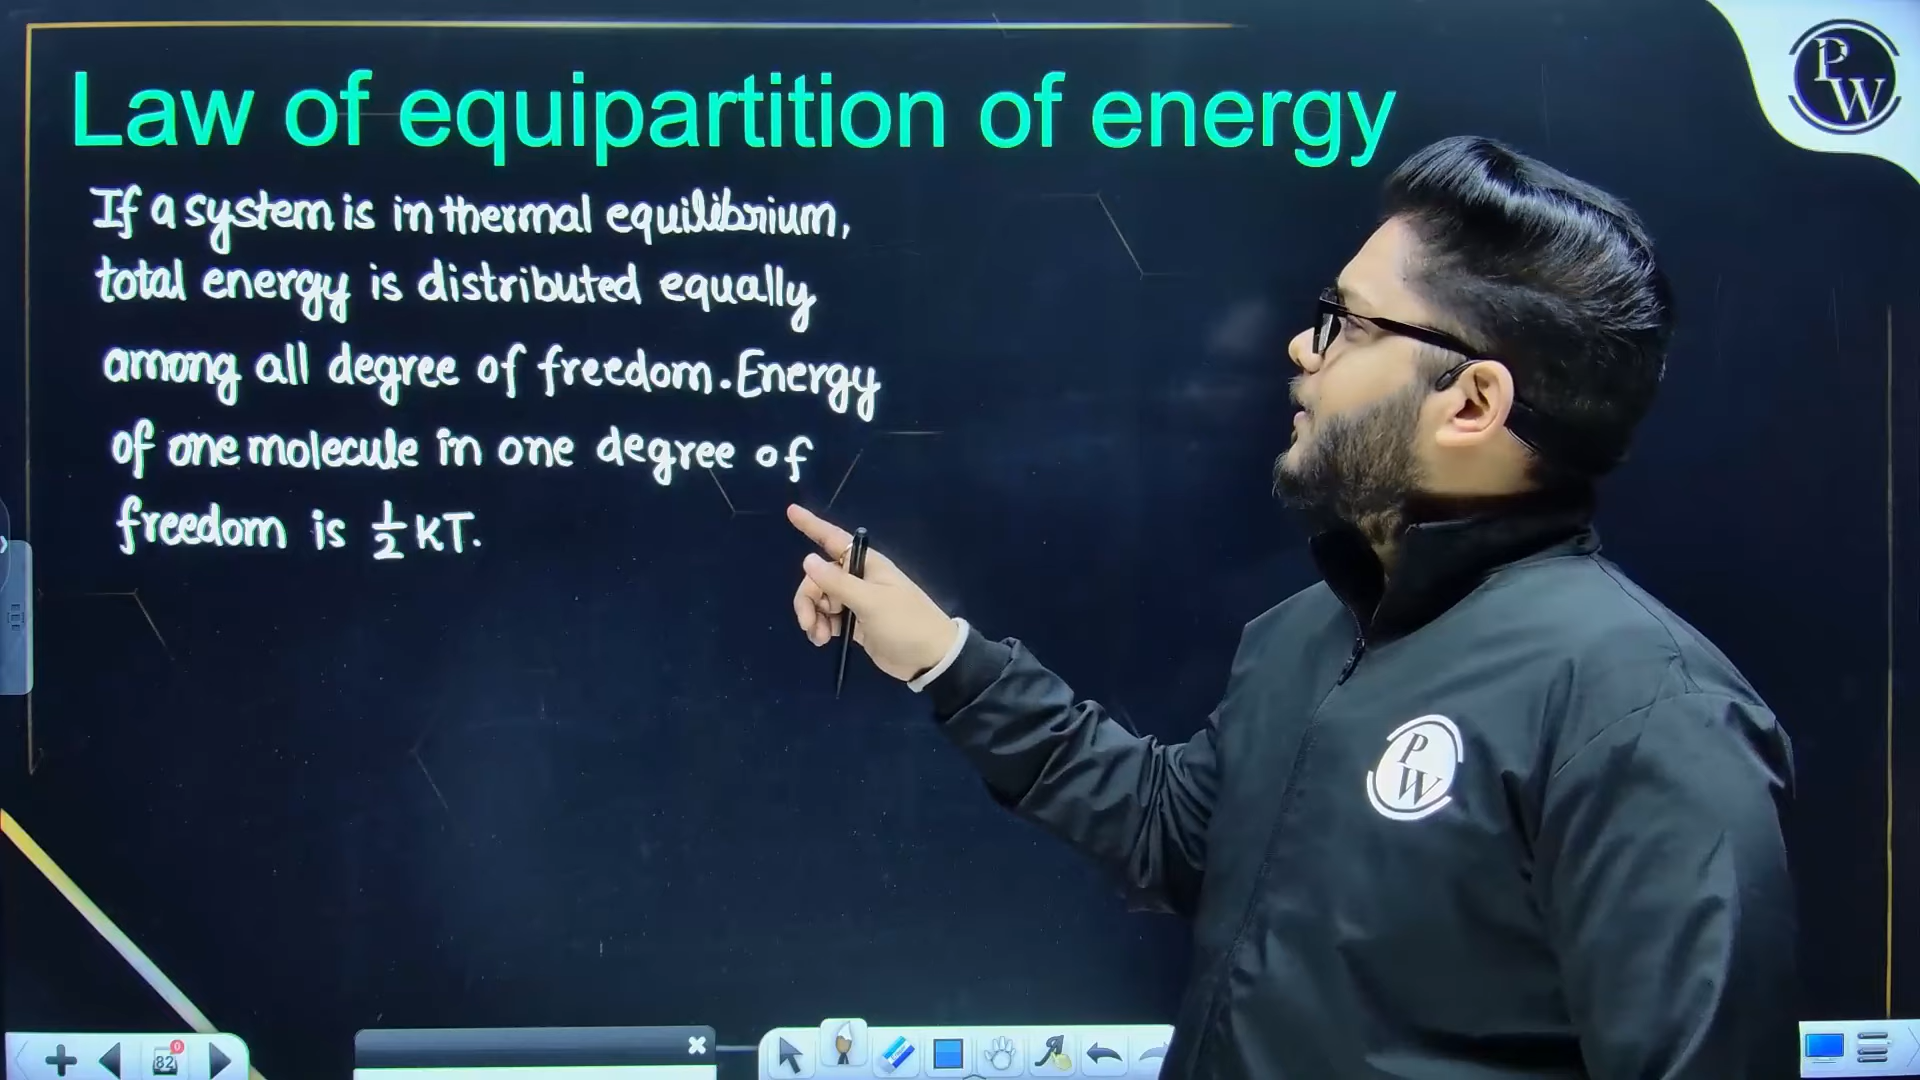 Law of equipartition of energy
If a system is in thermal equilibrium,
total energy is distributed equally
among all degree of freedom. Energy
of one molecule in one degree of
freedom is 1/2 KT.
PW
PW
82
0